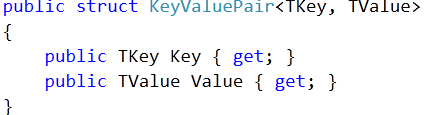 public struct KeyValuePair<TKey, TValue>
{
    public TKey Key { get; }
    public TValue Value { get; }
}